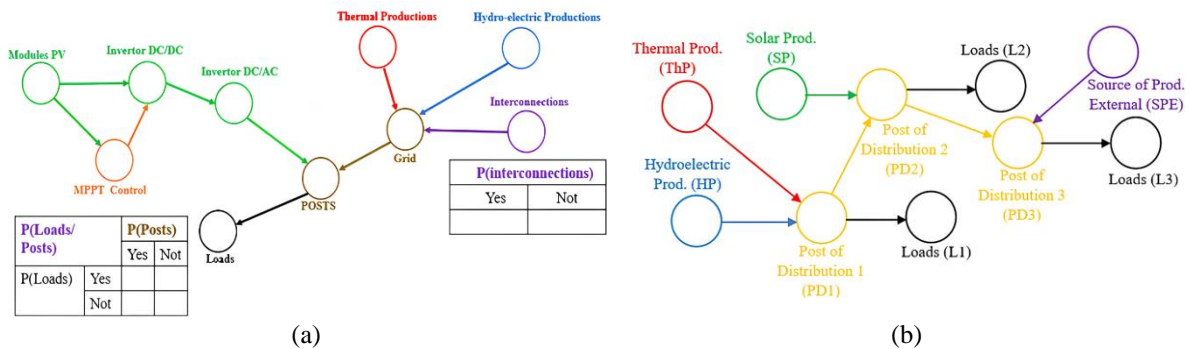 Thermal Productions
Hydro-electric Productions
Modules PV
Invertor DC/DC
Invertor DC/AC
Interconnections
Grid
MPPT Control
POSTS
Loads
P(interconnections)
Yes Not
P(Loads/
Posts)
P(Posts)
Yes Not
P(Loads) Yes
Not
(a)
Thermal Prod.
(ThP)
Solar Prod.
(SP)
Loads (L2)
Source of Prod.
External (SPE)
Post of
Distribution 2
(PD2)
Hydroelectric
Prod. (HP)
Post of
Distribution 3
(PD3)
Loads (L3)
Loads (L1)
Post of
Distribution 1
(PD1)
(b)